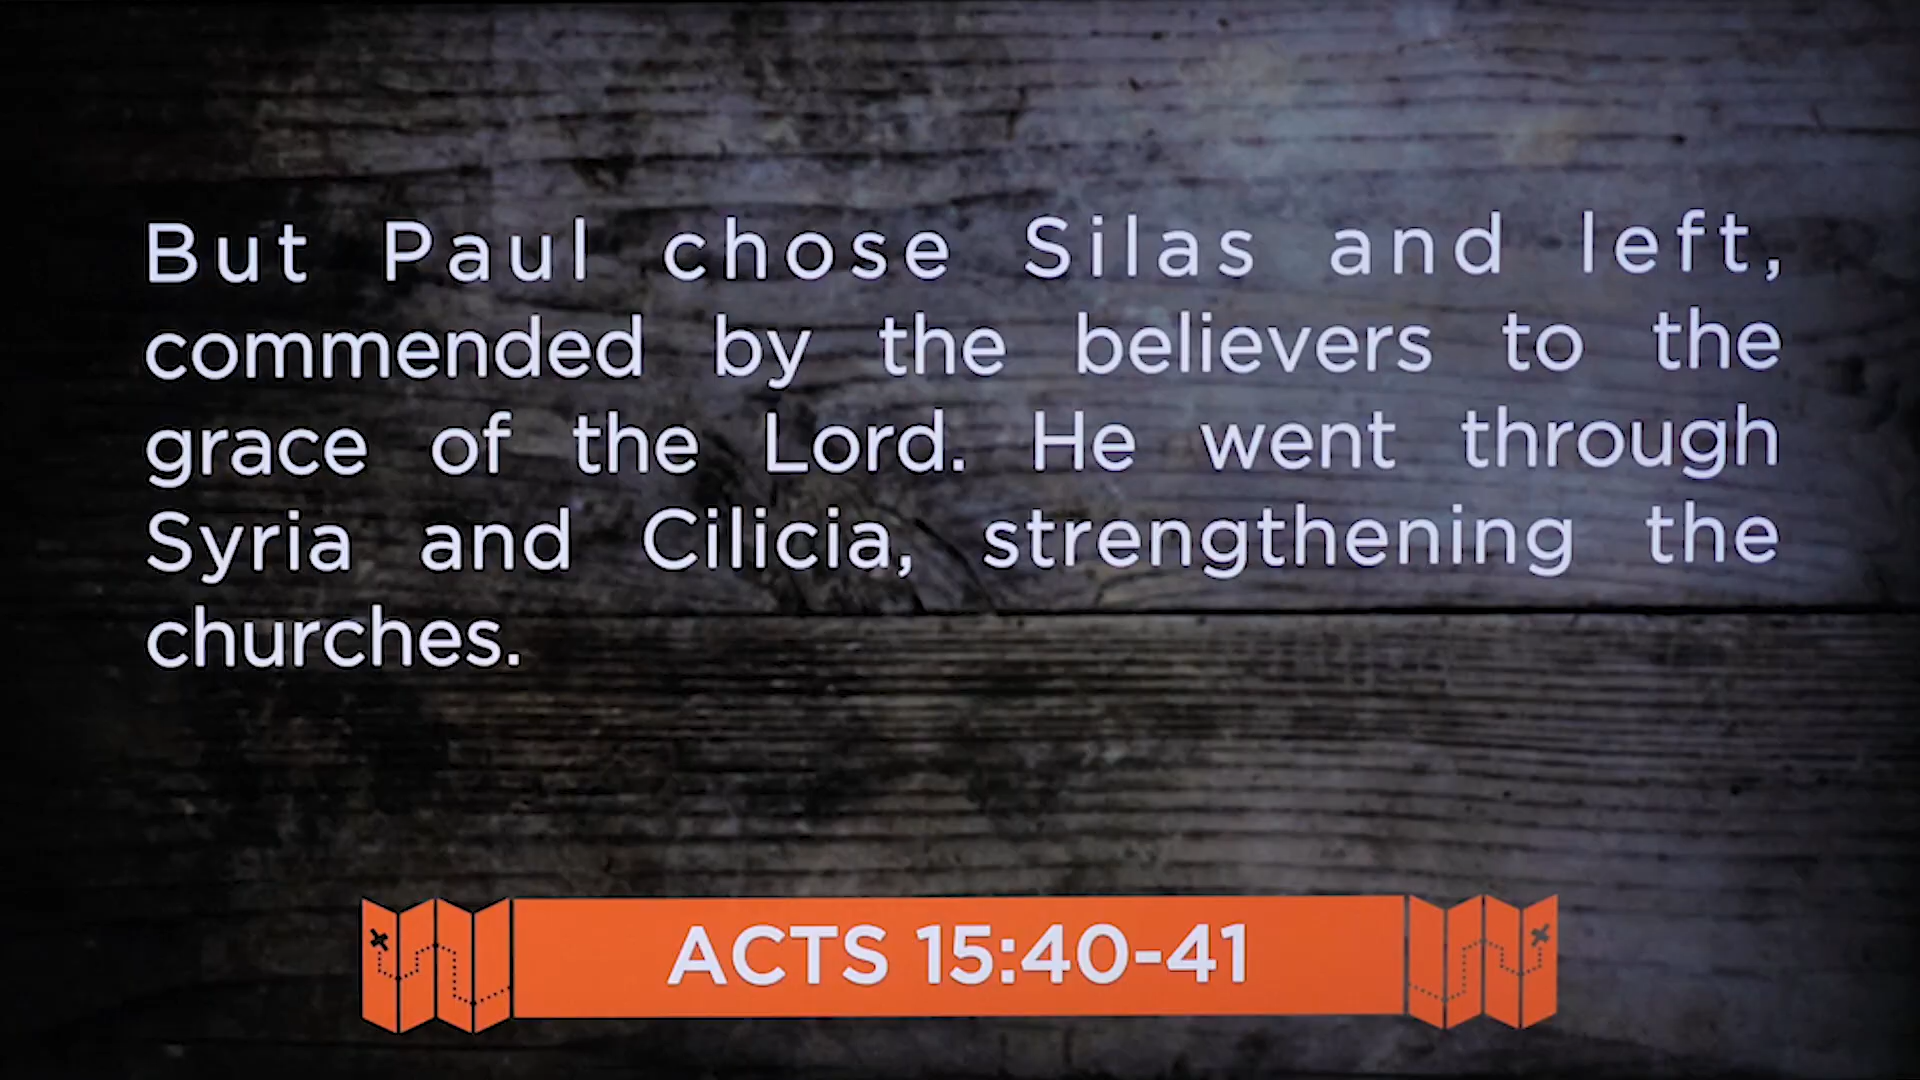 But Paul chose Silas and left,
commended by the believers to the
grace of the Lord. He went through
Syria and Cilicia, strengthening the
churches.
ACTS 15:40-41